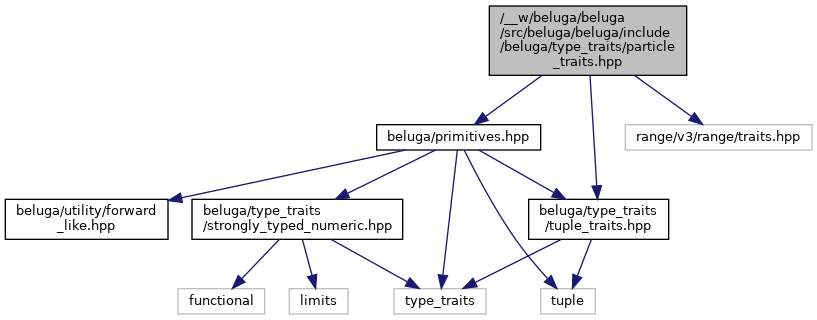 /__w/beluga/beluga
/src/beluga/beluga/include
/beluga/type_traits/particle
_traits.hpp
beluga/primitives.hpp
range/v3/range/traits.hpp
beluga/utility/forward
_like.hpp
beluga/type_traits
/strongly_typed_numeric.hpp
beluga/type_traits
/tuple_traits.hpp
functional
limits
type_traits
tuple